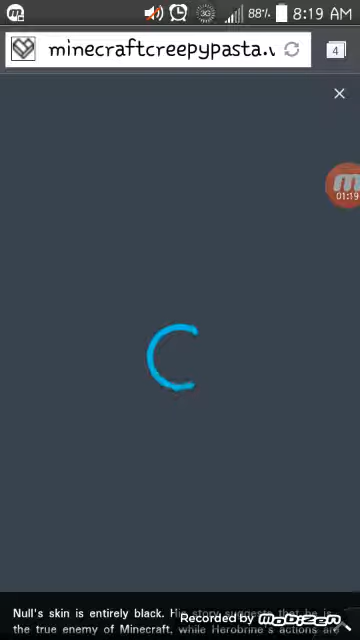 88% 8:19 AM
minecraftcreepypasta.
4
01:19
Null's skin is entirely black. His story suggests that he is
Recorded by MOBIZEN
the true enemy of Minecraft, while Herobrine's actions are